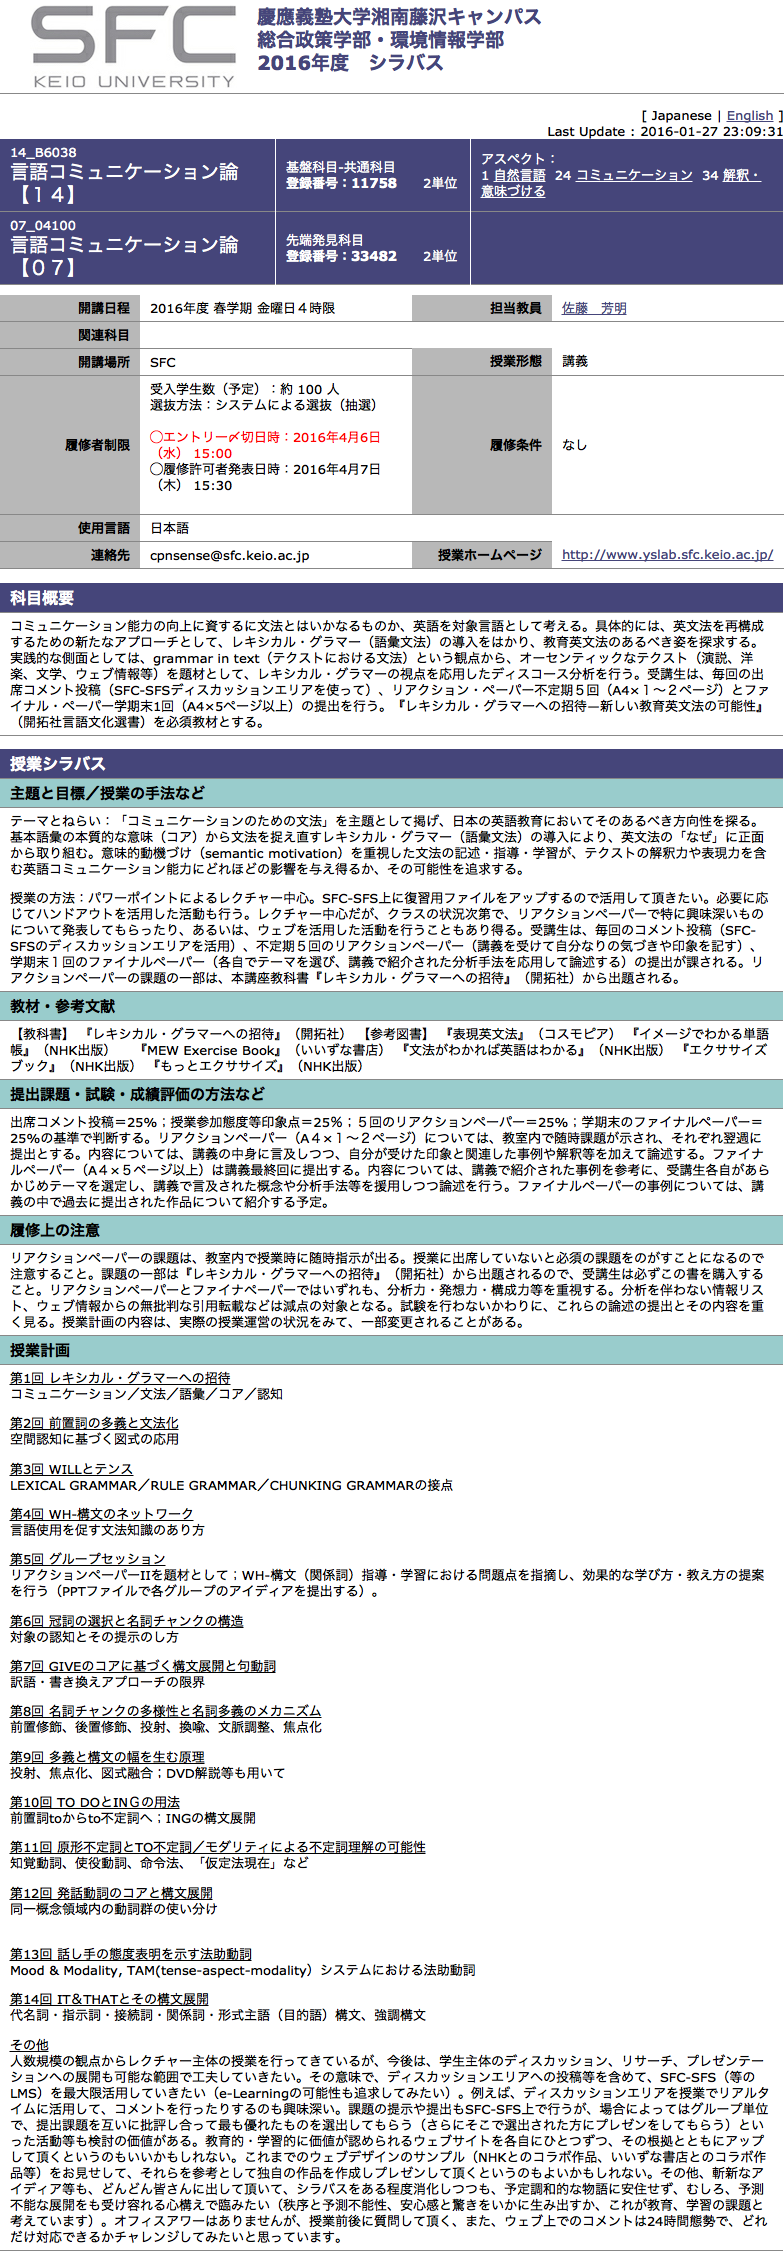 SFC
KEIO UNIVERSITY
慶應義塾大学湘南藤沢キャンパス
総合政策学部・環境情報学部
2016年度　シラバス
[ Japanese | English ]
Last Update : 2016-01-27 23:09:31
14_B6038
言語コミュニケーション論
【１４】
基盤科目-共通科目
登録番号：11758　　2単位
アスペクト：
1 自然言語　24 コミュニケーション　34 解釈・
意味づける
07_04100
言語コミュニケーション論
【０７】
先端発見科目
登録番号：33482　　2単位
開講日程　2016年度 春学期 金曜日４時限　担当教員　佐藤　芳明
関連科目
開講場所　SFC　授業形態　講義
履修者制限
受入学生数（予定）：約 100 人
選抜方法：システムによる選抜（抽選）
◯エントリー〆切日時：2016年4月6日
（水） 15:00
◯履修許可者発表日時：2016年4月7日
（木） 15:30
履修条件　なし
使用言語　日本語
連絡先　cpnsense@sfc.keio.ac.jp　授業ホームページ　http://www.yslab.sfc.keio.ac.jp/
科目概要
コミュニケーション能力の向上に資するに文法とはいかなるものか、英語を対象言語として考える。具体的には、英文法を再構成
するための新たなアプローチとして、レキシカル・グラマー（語彙文法）の導入をはかり、教育英文法のあるべき姿を探求する。
実践的な側面としては、grammar in text（テクストにおける文法）という観点から、オーセンティックなテクスト（演説、洋
楽、文学、ウェブ情報等）を題材として、レキシカル・グラマーの視点を応用したディスコース分析を行う。受講生は、毎回の出
席コメント投稿（SFC-SFSディスカッションエリアを使って）、リアクション・ペーパー不定期５回（A4×１～２ページ）とファ
イナル・ペーパー学期末1回（A4×5ページ以上）の提出を行う。『レキシカル・グラマーへの招待―新しい教育英文法の可能性』
（開拓社言語文化選書）を必須教材とする。
授業シラバス
主題と目標／授業の手法など
テーマとねらい：「コミュニケーションのための文法」を主題として掲げ、日本の英語教育においてそのあるべき方向性を探る。
基本語彙の本質的な意味（コア）から文法を捉え直すレキシカル・グラマー（語彙文法）の導入により、英文法の「なぜ」に正面
から取り組む。意味的動機づけ（semantic motivation）を重視した文法の記述・指導・学習が、テクストの解釈力や表現力を含
む英語コミュニケーション能力にどれほどの影響を与え得るか、その可能性を追求する。
授業の方法：パワーポイントによるレクチャー中心。SFC-SFS上に復習用ファイルをアップするので活用して頂きたい。必要に応
じてハンドアウトを活用した活動も行う。レクチャー中心だが、クラスの状況次第で、リアクションペーパーで特に興味深いもの
について発表してもらったり、あるいは、ウェブを活用した活動を行うこともあり得る。受講生は、毎回のコメント投稿（SFC-
SFSのディスカッションエリアを活用）、不定期５回のリアクションペーパー（講義を受けて自分なりの気づきや印象を記す）、
学期末１回のファイナルペーパー（各自でテーマを選び、講義で紹介された分析手法を応用して論述する）の提出が課される。リ
アクションペーパーの課題の一部は、本講座教科書『レキシカル・グラマーへの招待』（開拓社）から出題される。
教材・参考文献
【教科書】 『レキシカル・グラマーへの招待』（開拓社） 【参考図書】 『表現英文法』（コスモピア） 『イメージでわかる単語
帳』（NHK出版）　　『MEW Exercise Book』（いいずな書店） 『文法がわかれば英語はわかる』（NHK出版） 『エクササイズ
ブック』（NHK出版） 『もっとエクササイズ』（NHK出版）
提出課題・試験・成績評価の方法など
出席コメント投稿＝25%；授業参加態度等印象点＝25%；５回のリアクションペーパー＝25%；学期末のファイナルペーパー＝
25%の基準で判断する。リアクションペーパー（A４×１～２ページ）については、教室内で随時課題が示され、それぞれ翌週に
提出とする。内容については、講義の中身に言及しつつ、自分が受けた印象と関連した事例や解釈等を加えて論述する。ファイナ
ルペーパー（A４×５ページ以上）は講義最終回に提出する。内容については、講義で紹介された事例を参考に、受講生各自があら
かじめテーマを選定し、講義で言及された概念や分析手法等を援用しつつ論述を行う。ファイナルペーパーの事例については、講
義の中で過去に提出された作品について紹介する予定。
履修上の注意
リアクションペーパーの課題は、教室内で授業時に随時指示が出る。授業に出席していないと必須の課題をのがすことになるので
注意すること。課題の一部は『レキシカル・グラマーへの招待』（開拓社）から出題されるので、受講生は必ずこの書を購入する
こと。リアクションペーパーとファイナペーパーではいずれも、分析力・発想力・構成力等を重視する。分析を伴わない情報リス
ト、ウェブ情報からの無批判な引用転載などは減点の対象となる。試験を行わないかわりに、これらの論述の提出とその内容を重
く見る。授業計画の内容は、実際の授業運営の状況をみて、一部変更されることがある。
授業計画
第1回 レキシカル・グラマーへの招待
コミュニケーション／文法／語彙／コア／認知
第2回 前置詞の多義と文法化
空間認知に基づく図式の応用
第3回 WILLとテンス
LEXICAL GRAMMAR／RULE GRAMMAR／CHUNKING GRAMMARの接点
第4回 WH-構文のネットワーク
言語使用を促す文法知識のあり方
第5回 グループセッション
リアクションペーパーIIを題材として；WH-構文（関係詞）指導・学習における問題点を指摘し、効果的な学び方・教え方の提案
を行う（PPTファイルで各グループのアイディアを提出する）。
第6回 冠詞の選択と名詞チャンクの構造
対象の認知とその提示のし方
第7回 GIVEのコアに基づく構文展開と句動詞
訳語・書き換えアプローチの限界
第8回 名詞チャンクの多様性と名詞多義のメカニズム
前置修飾、後置修飾、投射、換喩、文脈調整、焦点化
第9回 多義と構文の幅を生む原理
投射、焦点化、図式融合；DVD解説等も用いて
第10回 TO DOとINGの用法
前置詞toからto不定詞へ；INGの構文展開
第11回 原形不定詞とTO不定詞／モダリティによる不定詞理解の可能性
知覚動詞、使役動詞、命令法、「仮定法現在」など
第12回 発話動詞のコアと構文展開
同一概念領域内の動詞群の使い分け
第13回 話し手の態度表明を示す法助動詞
Mood & Modality, TAM(tense-aspect-modality）システムにおける法助動詞
第14回 IT＆THATとその構文展開
代名詞・指示詞・接続詞・関係詞・形式主語（目的語）構文、強調構文
その他
人数規模の観点からレクチャー主体の授業を行ってきているが、今後は、学生主体のディスカッション、リサーチ、プレゼンテー
ションへの展開も可能な範囲で工夫していきたい。その意味で、ディスカッションエリアへの投稿等を含めて、SFC-SFS（等の
LMS）を最大限活用していきたい（e-Learningの可能性も追求してみたい）。例えば、ディスカッションエリアを授業でリアルタ
イムに活用して、コメントを行ったりするのも興味深い。課題の提示や提出もSFC-SFS上で行うが、場合によってはグループ単位
で、提出課題を互いに批評し合って最も優れたものを選出してもらう（さらにそこで選出された方にプレゼンをしてもらう）とい
った活動等も検討の価値がある。教育的・学習的に価値が認められるウェブサイトを各自にひとつずつ、その根拠とともにアップ
して頂くというのもいいかもしれない。これまでのウェブデザインのサンプル（NHKとのコラボ作品、いいずな書店とのコラボ作
品等）をお見せして、それらを参考として独自の作品を作成しプレゼンして頂くというのもよいかもしれない。その他、斬新なア
イディア等も、どんどん皆さんに出して頂いて、シラバスをある程度消化しつつも、予定調和的な物語に安住せず、むしろ、予測
不能な展開をも受け容れる心構えで臨みたい（秩序と予測不能性、安心感と驚きをいかに生み出すか、これが教育、学習の課題と
考えています）。オフィスアワーはありませんが、授業前後に質問して頂く、また、ウェブ上でのコメントは24時間態勢で、どれ
だけ対応できるかチャレンジしてみたいと思っています。